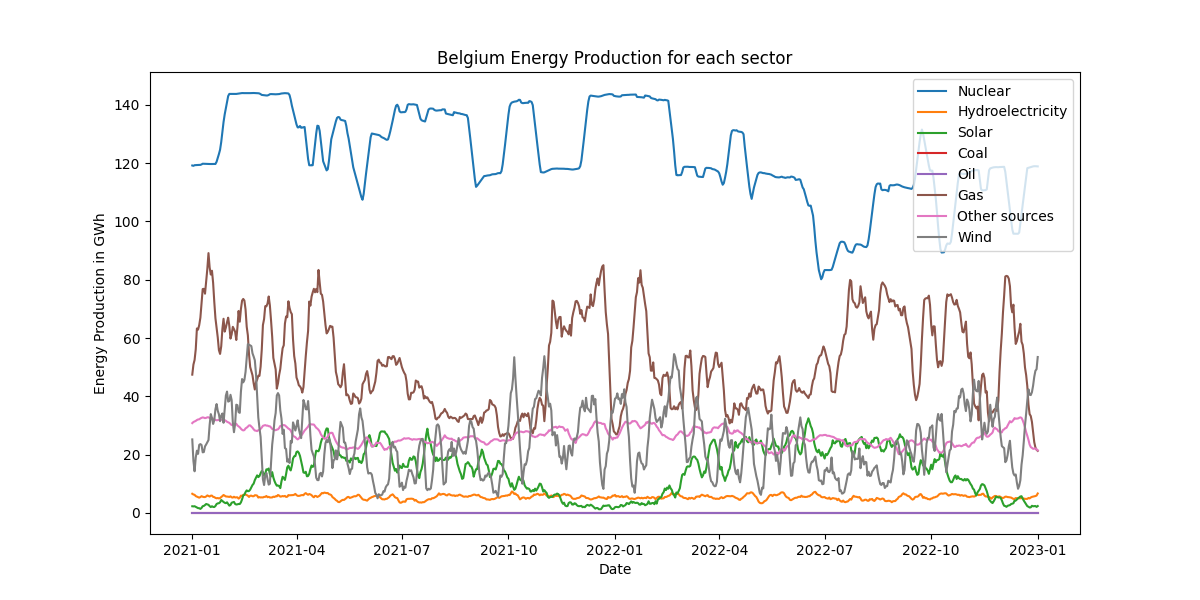 Belgium Energy Production for each sector
Energy Production in GWh
140
120
100
80
60
40
20
0
Nuclear
Hydroelectricity
Solar
Coal
Oil
Gas
Other sources
Wind
2021-01 2021-04 2021-07 2021-10 2022-01 2022-04 2022-07 2022-10 2023-01
Date